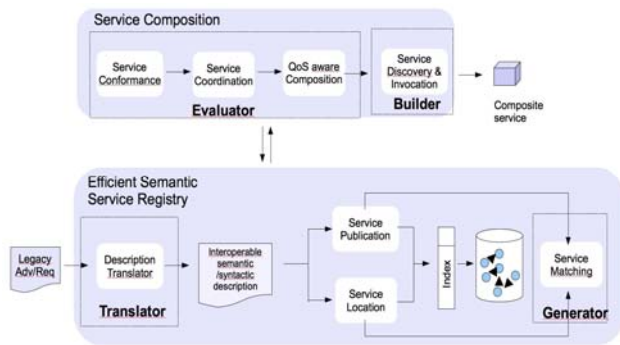 Service Composition
Service
Conformance
Service
Coordination
QoS aware
Composition
Service
Discovery &
Invocation
Evaluator
Builder
Composite
service
Efficient Semantic
Service Registry
Legacy
Adv/Req
Description
Translator
Translator
Interoperable
semantic
/syntactic
description
Service
Publication
Service
Location
Index
Service
Matching
Generator